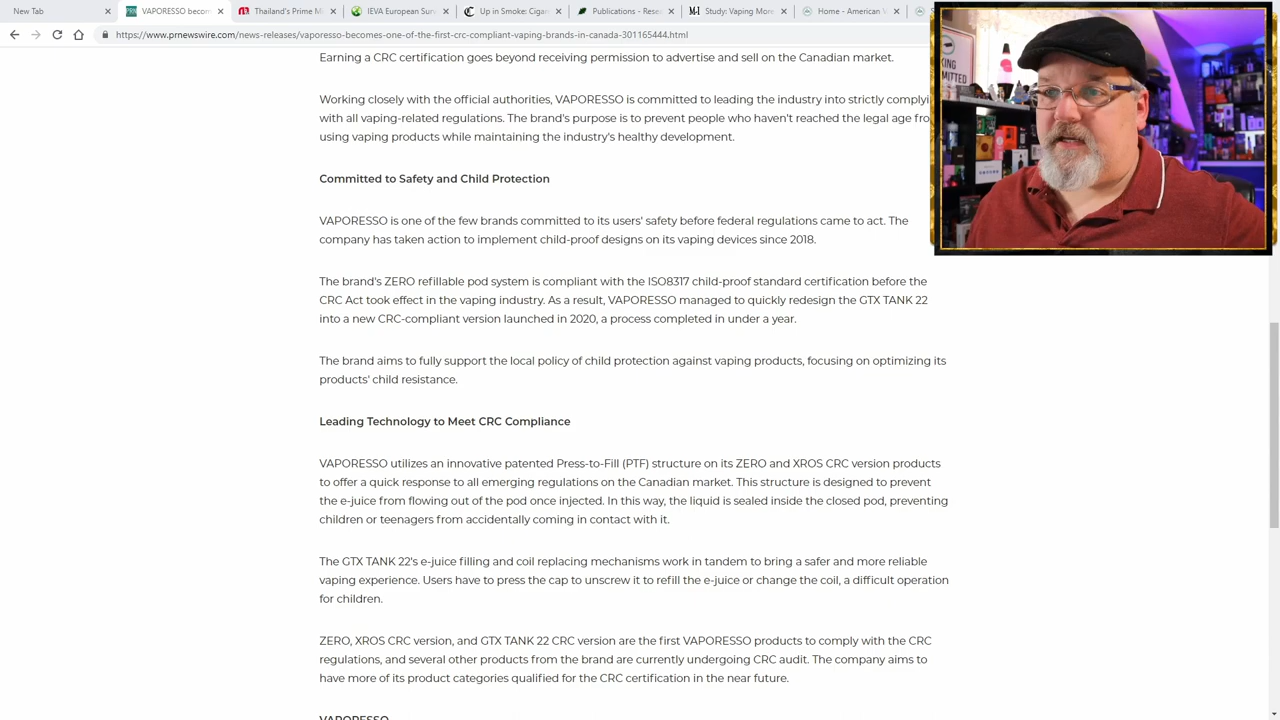 New Tab
VAPORESSO becom
Thailand's Prime M
IEVA European Sur
Can Smoke Cigar
Publications - Rese
Study: Vaping More
Home - American V
https://www.prnewswire.com
Earning a CRC certification goes beyond receiving permission to advertise and sell on the Canadian market.
Working closely with the official authorities, VAPORESSO is committed to leading the industry into strictly complyi
with all vaping-related regulations. The brand's purpose is to prevent people who haven't reached the legal age fro
using vaping products while maintaining the industry's healthy development.
Committed to Safety and Child Protection
VAPORESSO is one of the few brands committed to its users' safety before federal regulations came to act. The
company has taken action to implement child-proof designs on its vaping devices since 2018.
The brand's ZERO refillable pod system is compliant with the ISO8317 child-proof standard certification before the
CRC Act took effect in the vaping industry. As a result, VAPORESSO managed to quickly redesign the GTX TANK 22
into a new CRC-compliant version launched in 2020, a process completed in under a year.
The brand aims to fully support the local policy of child protection against vaping products, focusing on optimizing its
products' child resistance.
Leading Technology to Meet CRC Compliance
VAPORESSO utilizes an innovative patented Press-to-Fill (PTF) structure on its ZERO and XROS CRC version products
to offer a quick response to all emerging regulations on the Canadian market. This structure is designed to prevent
the e-juice from flowing out of the pod once injected. In this way, the liquid is sealed inside the closed pod, preventing
children or teenagers from accidentally coming in contact with it.
The GTX TANK 22's e-juice filling and coil replacing mechanisms work in tandem to bring a safer and more reliable
vaping experience. Users have to press the cap to unscrew it to refill the e-juice or change the coil, a difficult operation
for children.
ZERO, XROS CRC version, and GTX TANK 22 CRC version are the first VAPORESSO products to comply with the CRC
regulations, and several other products from the brand are currently undergoing CRC audit. The company aims to
have more of its product categories qualified for the CRC certification in the near future.
VAPORESSO